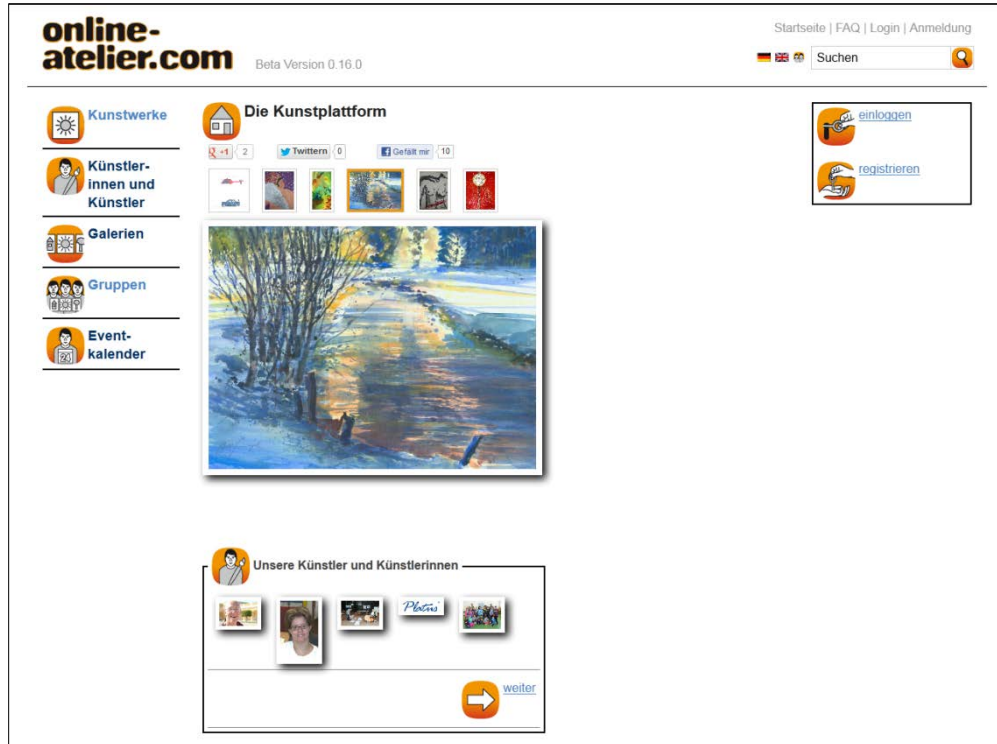 online-
atelier.com
Beta Version 0.16.0
Startseite | FAQ | Login | Anmeldung
Suchen
Kunstwerke
Künstler-
innen und
Künstler
Galerien
Gruppen
Event-
kalender
Die Kunstplattform
+1 2 Twittern 0 Gefällt mir 10
Unsere Künstler und Künstlerinnen
Platus
weiter
einloggen
registrieren